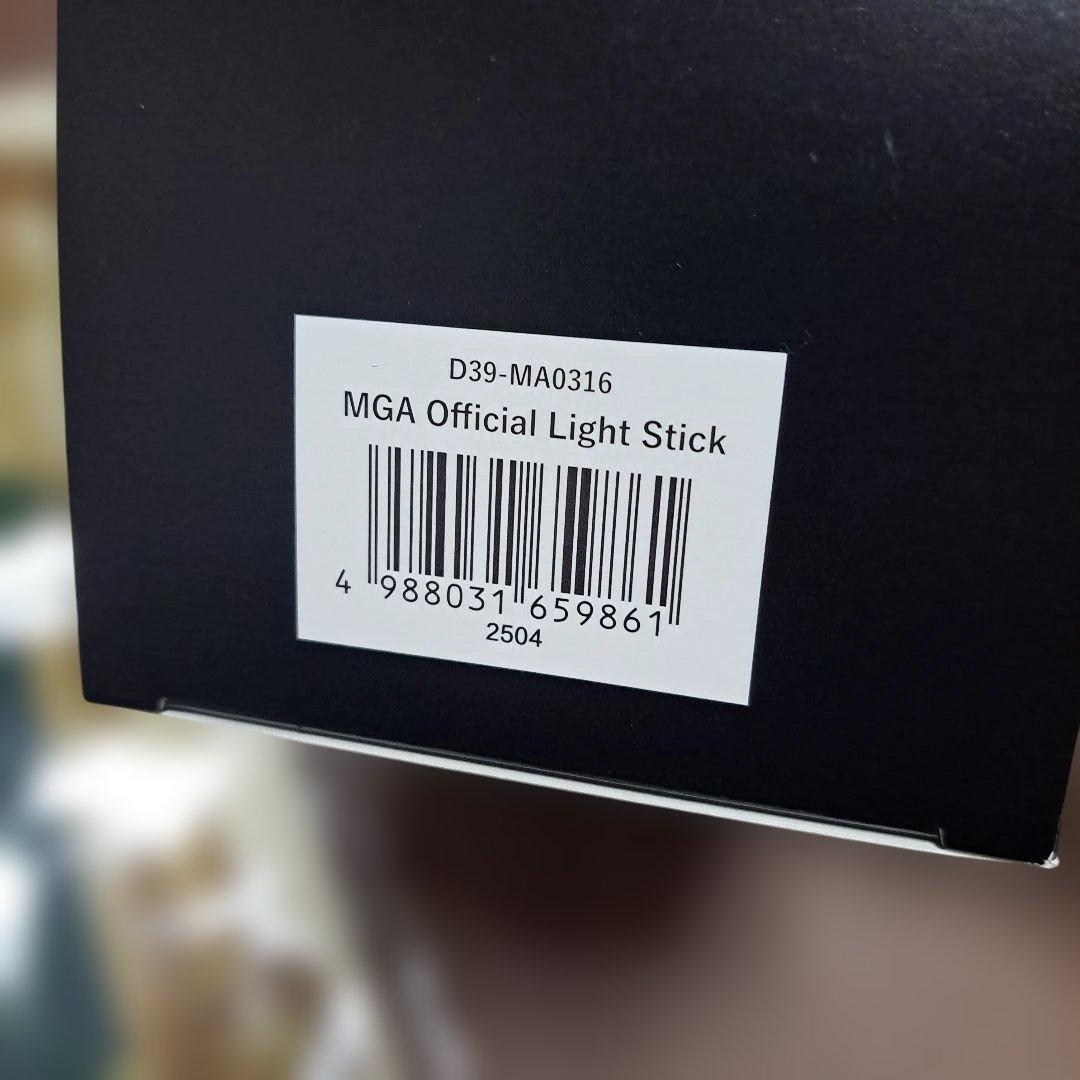 D39-MA0316
MGA Official Light Stick
4 988031 659861
2504